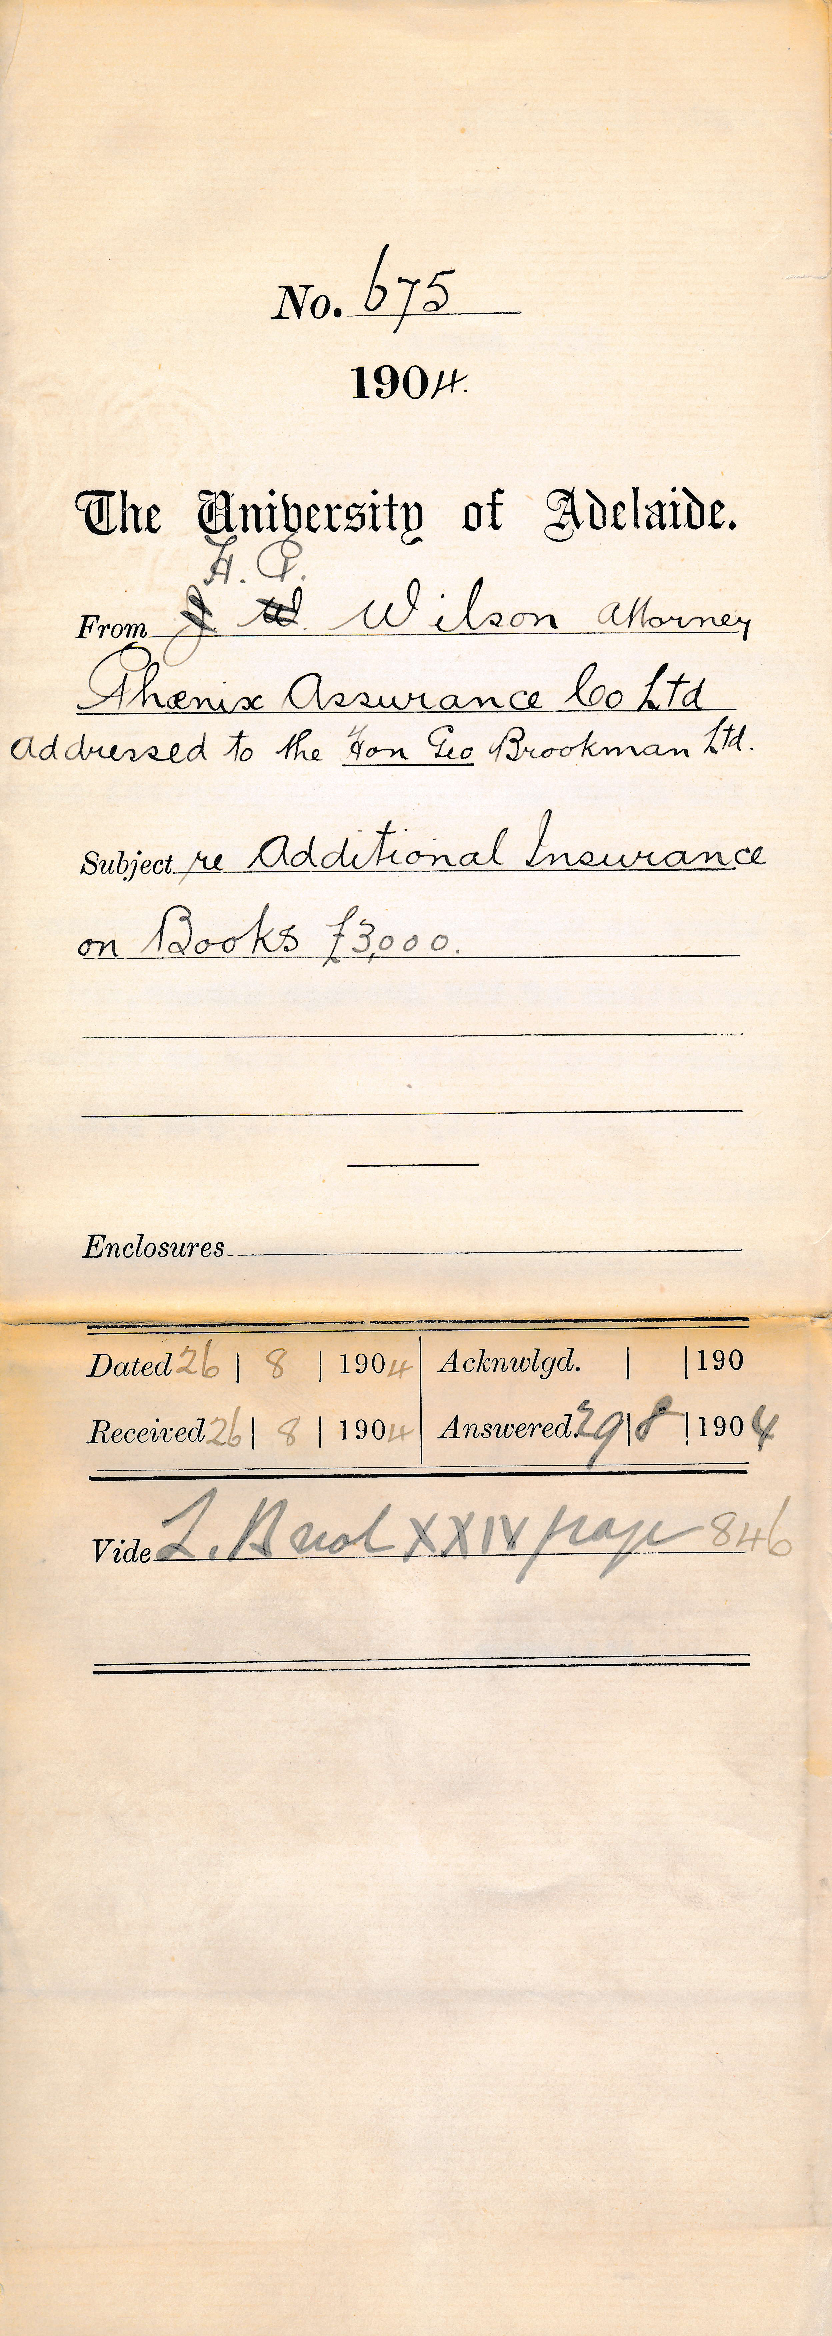 No. 675
1904.
The University of Adelaide.
H. P.
From J W. Wilson Attorney
Phœnix Assurance Co Ltd
addressed to the Hon Geo Brookman Ltd.
Subject re Additional Insurance
on Books £3,000.
Enclosures
Dated 26 | 8 | 1904 Acknwlgd. | | 190
Received 26 | 8 | 1904 Answered. 29 | 8 | 1904
Vide L. Book XXIV page 846